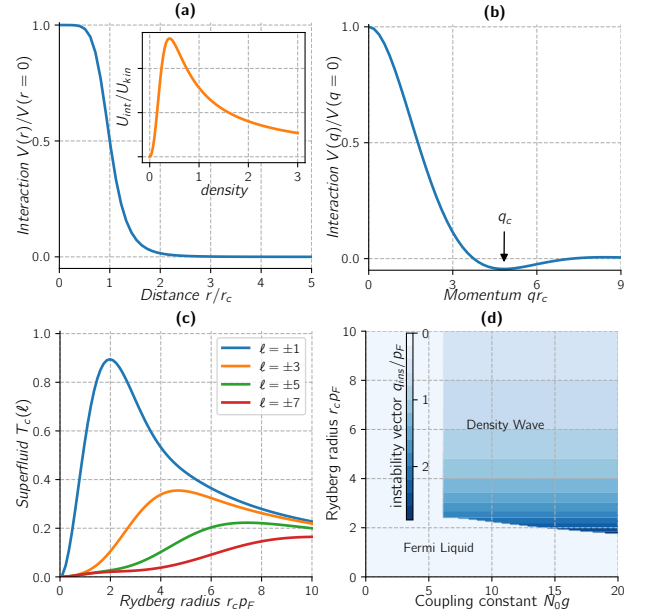 (a)
1.0
0.5
0.0
0
1
2
3
4
5
Interaction V(r)/V(r = 0)
Distance r/r_c
U_int/U_kin
0
1
2
3
density
(b)
1.0
0.5
0.0
0
3
6
9
Interaction V(q)/V(q = 0)
Momentum qr_c
q_c
(c)
1.0
0.8
0.6
0.4
0.2
0.0
0
2
4
6
8
10
Superfluid T_c(ℓ)
Rydberg radius r_cp_F
ℓ = ±1
ℓ = ±3
ℓ = ±5
ℓ = ±7
(d)
10
8
6
4
2
0
0
5
10
15
20
Rydberg radius r_cp_F
Coupling constant N_0g
instability vector q_ins/p_F
0
1
2
Density Wave
Fermi Liquid